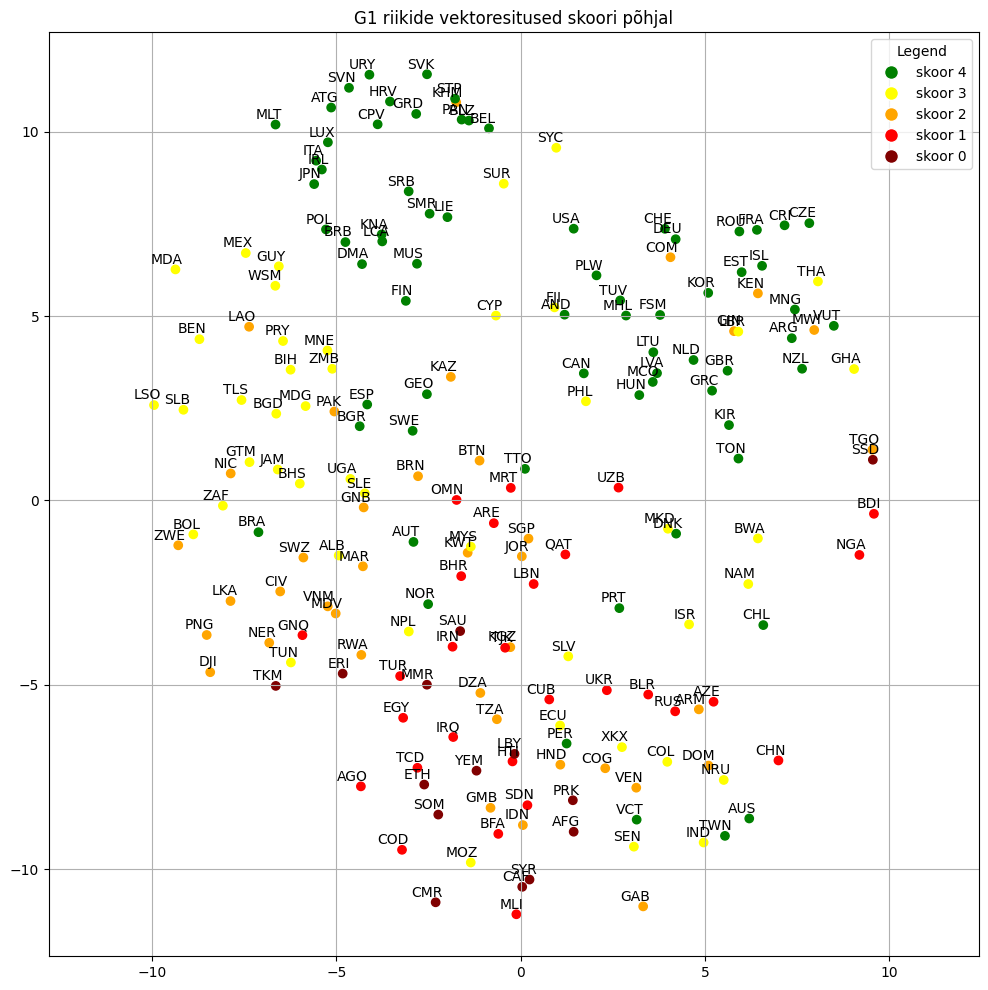 G1 riikide vektoresitused skoori põhjal
Legend
skoor 4
skoor 3
skoor 2
skoor 1
skoor 0
URY
SVK
SVN
STP
KHM
ATG
HRV
GRD
MLT
CPV
BEL
SYC
LUX
ITA
IRL
JPN
SRB
SUR
SMR
LIE
POL
BRB
KNA
LCA
USA
CHE
DEU
ROU
FRA
CRI
CZE
MEX
MDA
GUY
DMA
MUS
COM
WSM
PLW
EST
ISL
THA
FIN
TUV
KOR
KEN
CYP
FJI
AND
MHL
FSM
MNG
LAO
BEN
PRY
MNE
MWI
VUT
LBR
ARG
BIH
ZMB
KAZ
LTU
NLD
CAN
LVA
MCO
GBR
NZL
GHA
GEO
HUN
GRC
PHL
LSO
SLB
TLS
BGD
MDG
PAK
ESP
BGR
SWE
KIR
TON
TGO
SSD
GTM
NIC
JAM
BHS
UGA
SLE
GNB
BRN
BTN
TTO
OMN
MRT
UZB
ZAF
BDI
BOL
ZWE
BRA
AUT
ARE
SGP
MKD
DNK
BWA
NGA
SWZ
ALB
MAR
MYS
KWT
JOR
QAT
BHR
LBN
NAM
LKA
CIV
VNM
MDV
NOR
PRT
PNG
NER
GNQ
NPL
SAU
ISR
CHL
DJI
TUN
RWA
IRN
KGZ
TJK
SLV
TKM
ERI
TUR
MMR
DZA
CUB
UKR
BLR
AZE
RUS
ARM
EGY
TZA
ECU
IRQ
PER
XKX
LBY
HTI
TCD
YEM
HND
COG
COL
DOM
CHN
NRU
AGO
ETH
VEN
PRK
SOM
GMB
SDN
VCT
AUS
BFA
IDN
AFG
TWN
COD
SEN
IND
MOZ
SYR
CAF
CMR
MLI
GAB
10
5
0
−5
−10
−10
−5
0
5
10